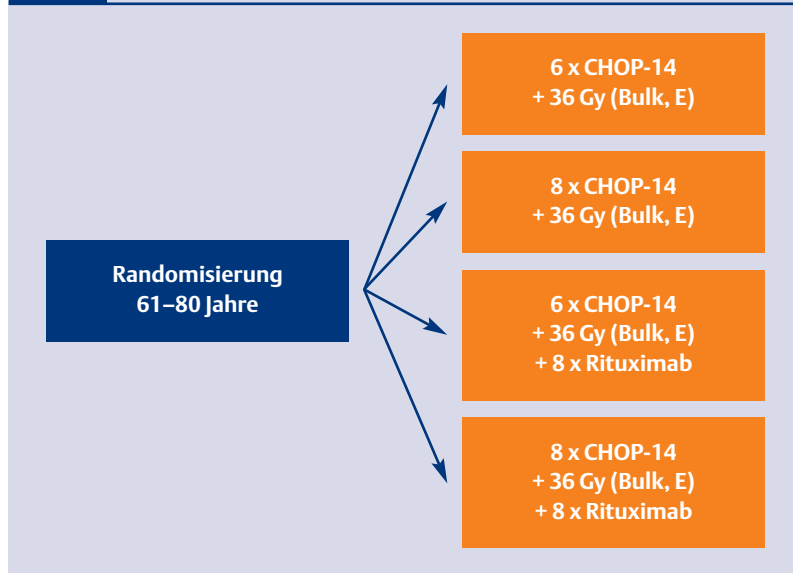 Randomisierung
61–80 Jahre
6 x CHOP-14
+ 36 Gy (Bulk, E)
8 x CHOP-14
+ 36 Gy (Bulk, E)
6 x CHOP-14
+ 36 Gy (Bulk, E)
+ 8 x Rituximab
8 x CHOP-14
+ 36 Gy (Bulk, E)
+ 8 x Rituximab